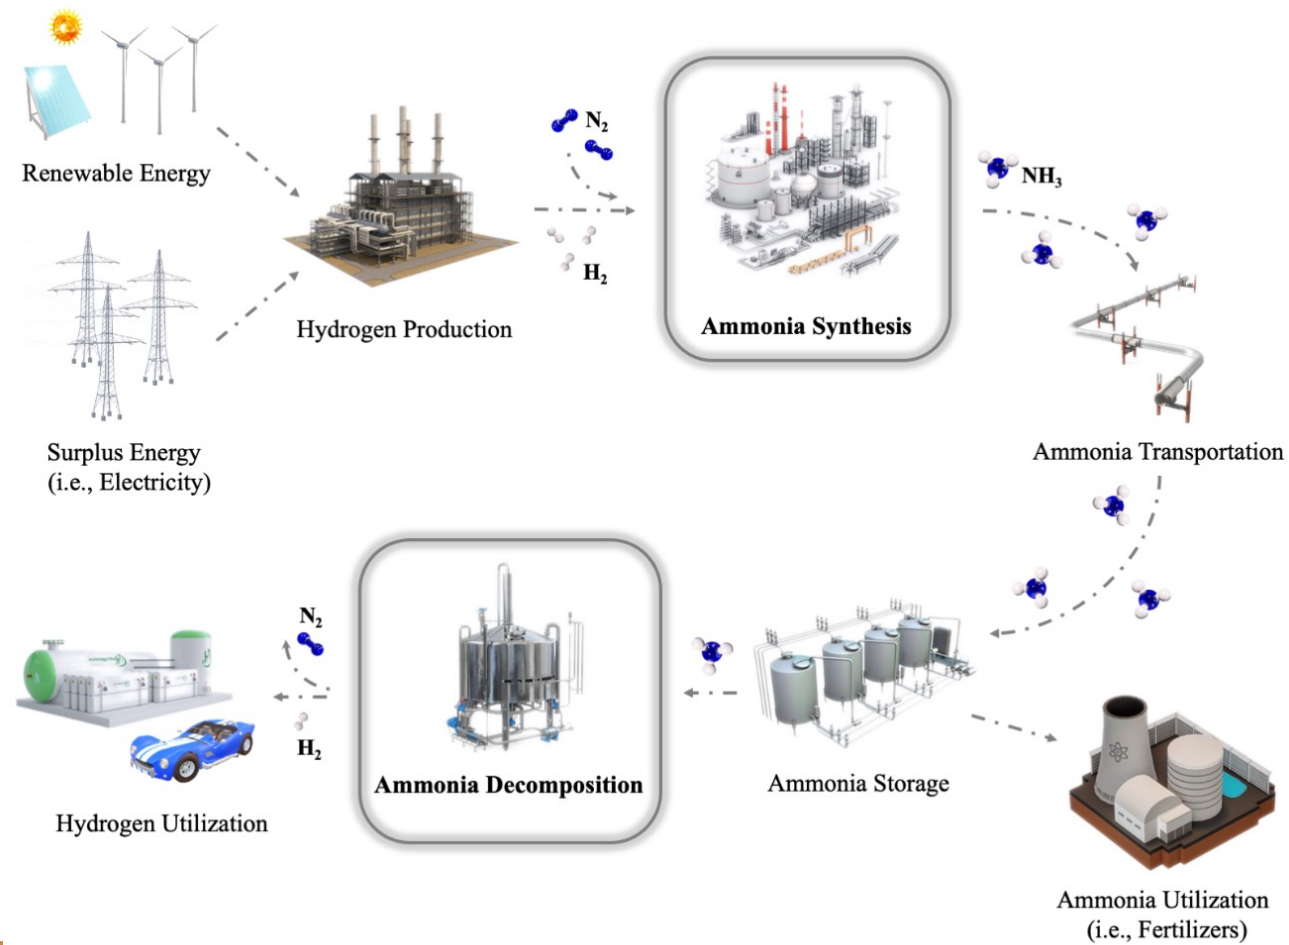 Renewable Energy
Surplus Energy
(i.e., Electricity)
Hydrogen Production
N₂
H₂
Ammonia Synthesis
NH₃
Ammonia Transportation
Ammonia Storage
Ammonia Utilization
(i.e., Fertilizers)
Ammonia Decomposition
N₂
H₂
Hydrogen Utilization